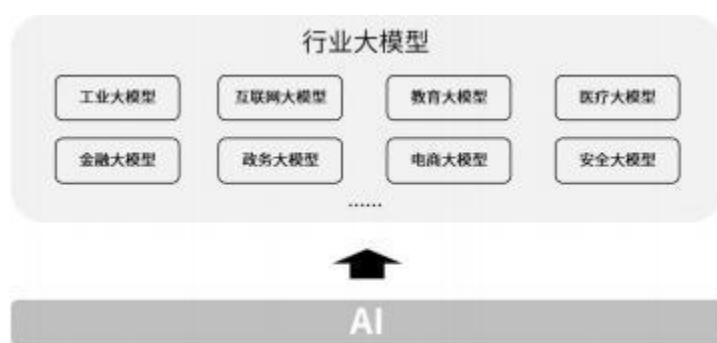 行业大模型
工业大模型 互联网大模型 教育大模型 医疗大模型
金融大模型 政务大模型 电商大模型 安全大模型
......
AI